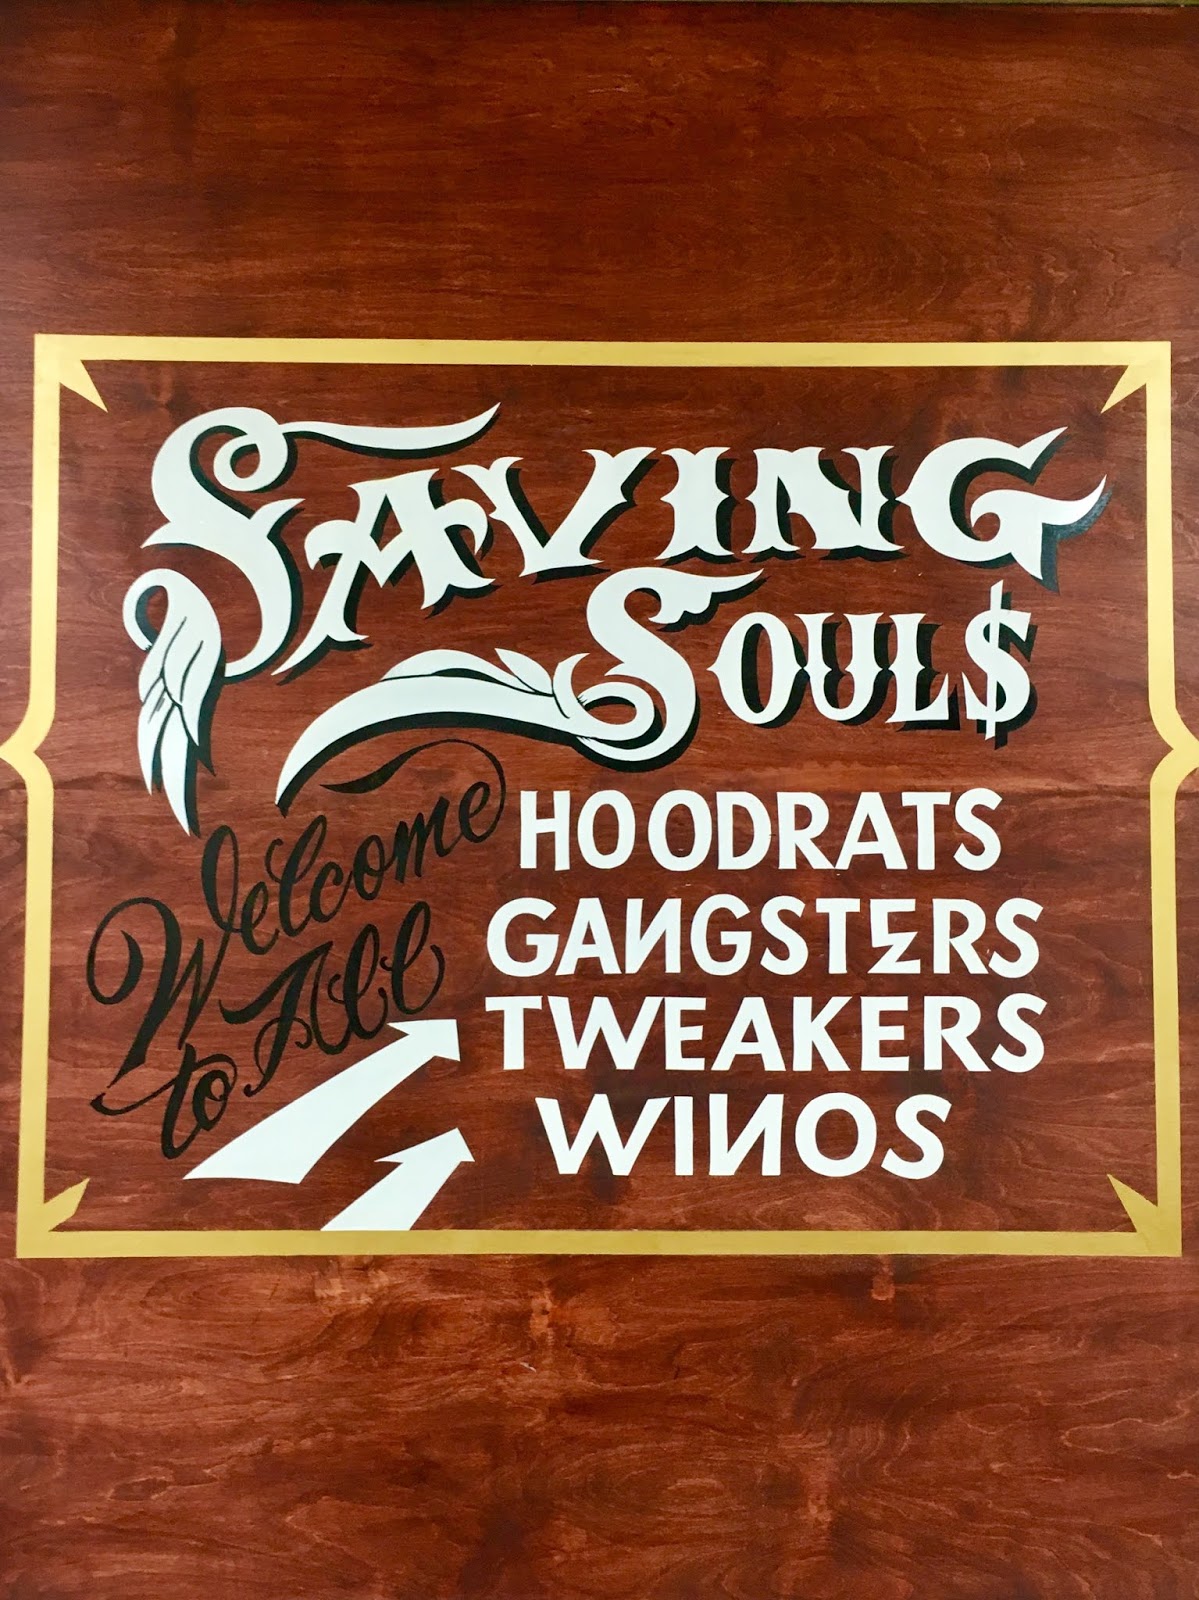 SAVING
SOUL$
Welcome
to All
HOODRATS
GANGSTERS
TWEAKERS
WINOS